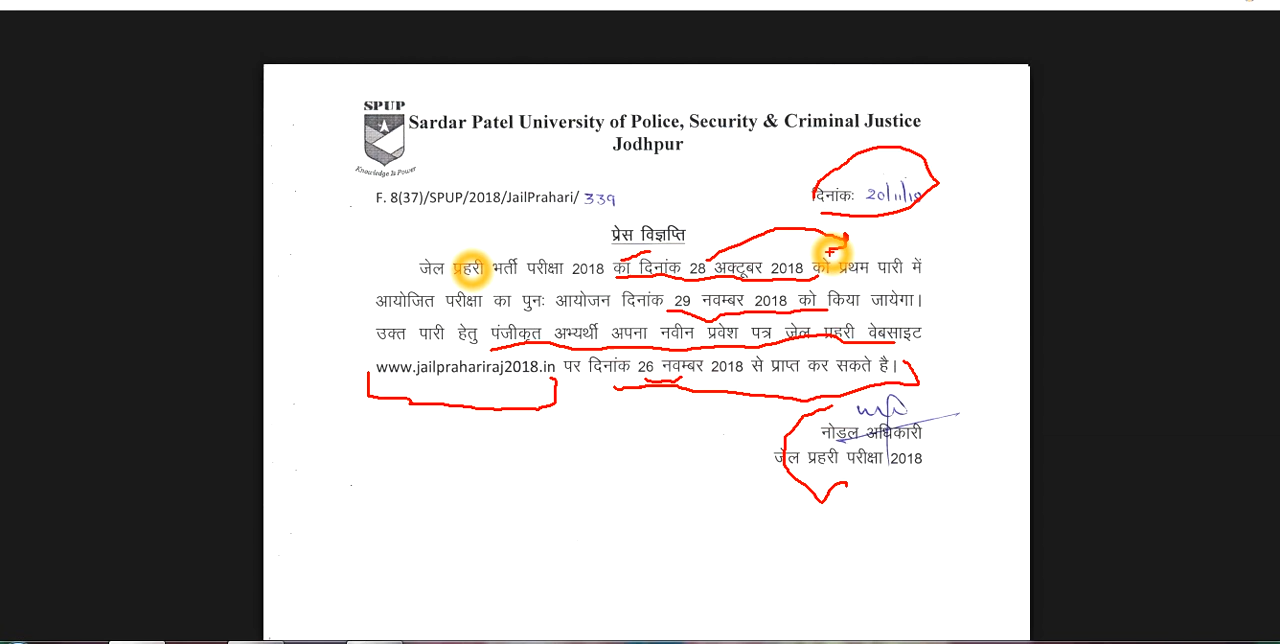 SPUP
Sardar Patel University of Police, Security & Criminal Justice
Jodhpur
Knowledge Is Power
F. 8(37)/SPUP/2018/JailPrahari/ 339
दिनांकः 20/11/18
प्रेस विज्ञप्ति
जेल प्रहरी भर्ती परीक्षा 2018 का दिनांक 28 अक्टूबर 2018 को प्रथम पारी में
आयोजित परीक्षा का पुनः आयोजन दिनांक 29 नवम्बर 2018 को किया जायेगा।
उक्त पारी हेतु पंजीकृत अभ्यर्थी अपना नवीन प्रवेश पत्र जेल प्रहरी वेबसाइट
www.jailprahariraj2018.in पर दिनांक 26 नवम्बर 2018 से प्राप्त कर सकते है।
नोडल अधिकारी
जेल प्रहरी परीक्षा 2018